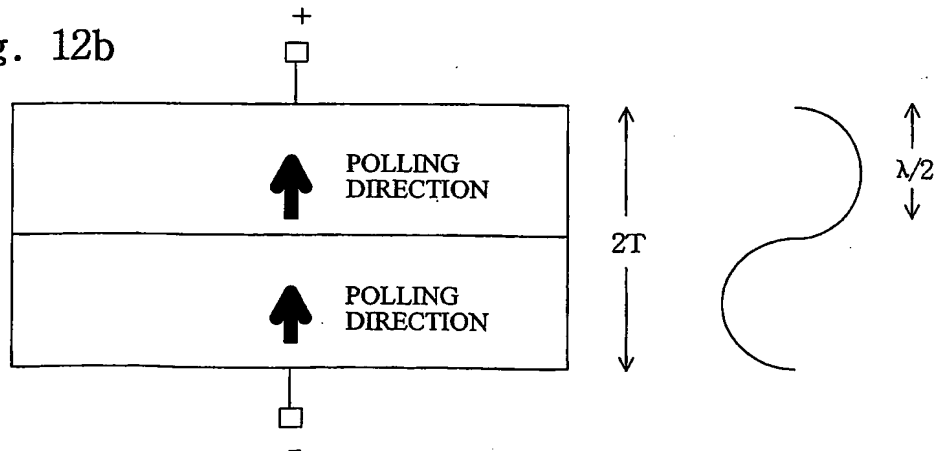 g. 12b
+
POLLING
DIRECTION
λ/2
2T
POLLING
DIRECTION
-